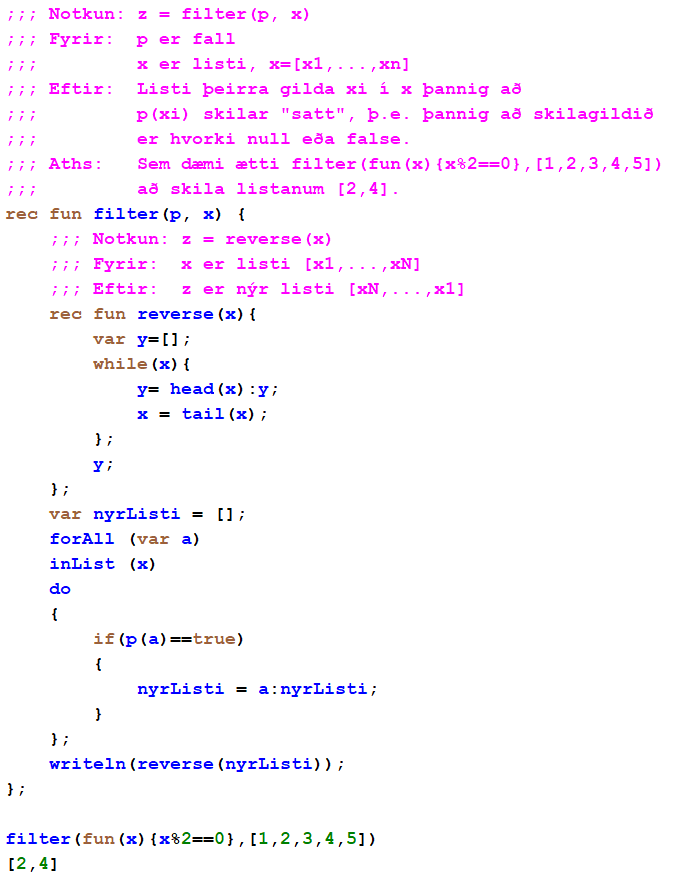 ;;; Notkun: z = filter(p, x)
;;; Fyrir:  p er fall
;;;         x er listi, x=[x1,...,xn]
;;; Eftir:  Listi þeirra gilda xi í x þannig að
;;;         p(xi) skilar "satt", þ.e. þannig að skilagildið
;;;         er hvorki null eða false.
;;; Aths:   Sem dæmi ætti filter(fun(x){x%2==0},[1,2,3,4,5])
;;;         að skila listanum [2,4].
rec fun filter(p, x) {
    ;;; Notkun: z = reverse(x)
    ;;; Fyrir:  x er listi [x1,...,xN]
    ;;; Eftir:  z er nýr listi [xN,...,x1]
    rec fun reverse(x){
        var y=[];
        while(x){
            y= head(x):y;
            x = tail(x);
        };
        y;
    };
    var nyrListi = [];
    forAll (var a)
    inList (x)
    do
    {
        if(p(a)==true)
        {
            nyrListi = a:nyrListi;
        }
    };
    writeln(reverse(nyrListi));
};

filter(fun(x){x%2==0},[1,2,3,4,5])
[2,4]